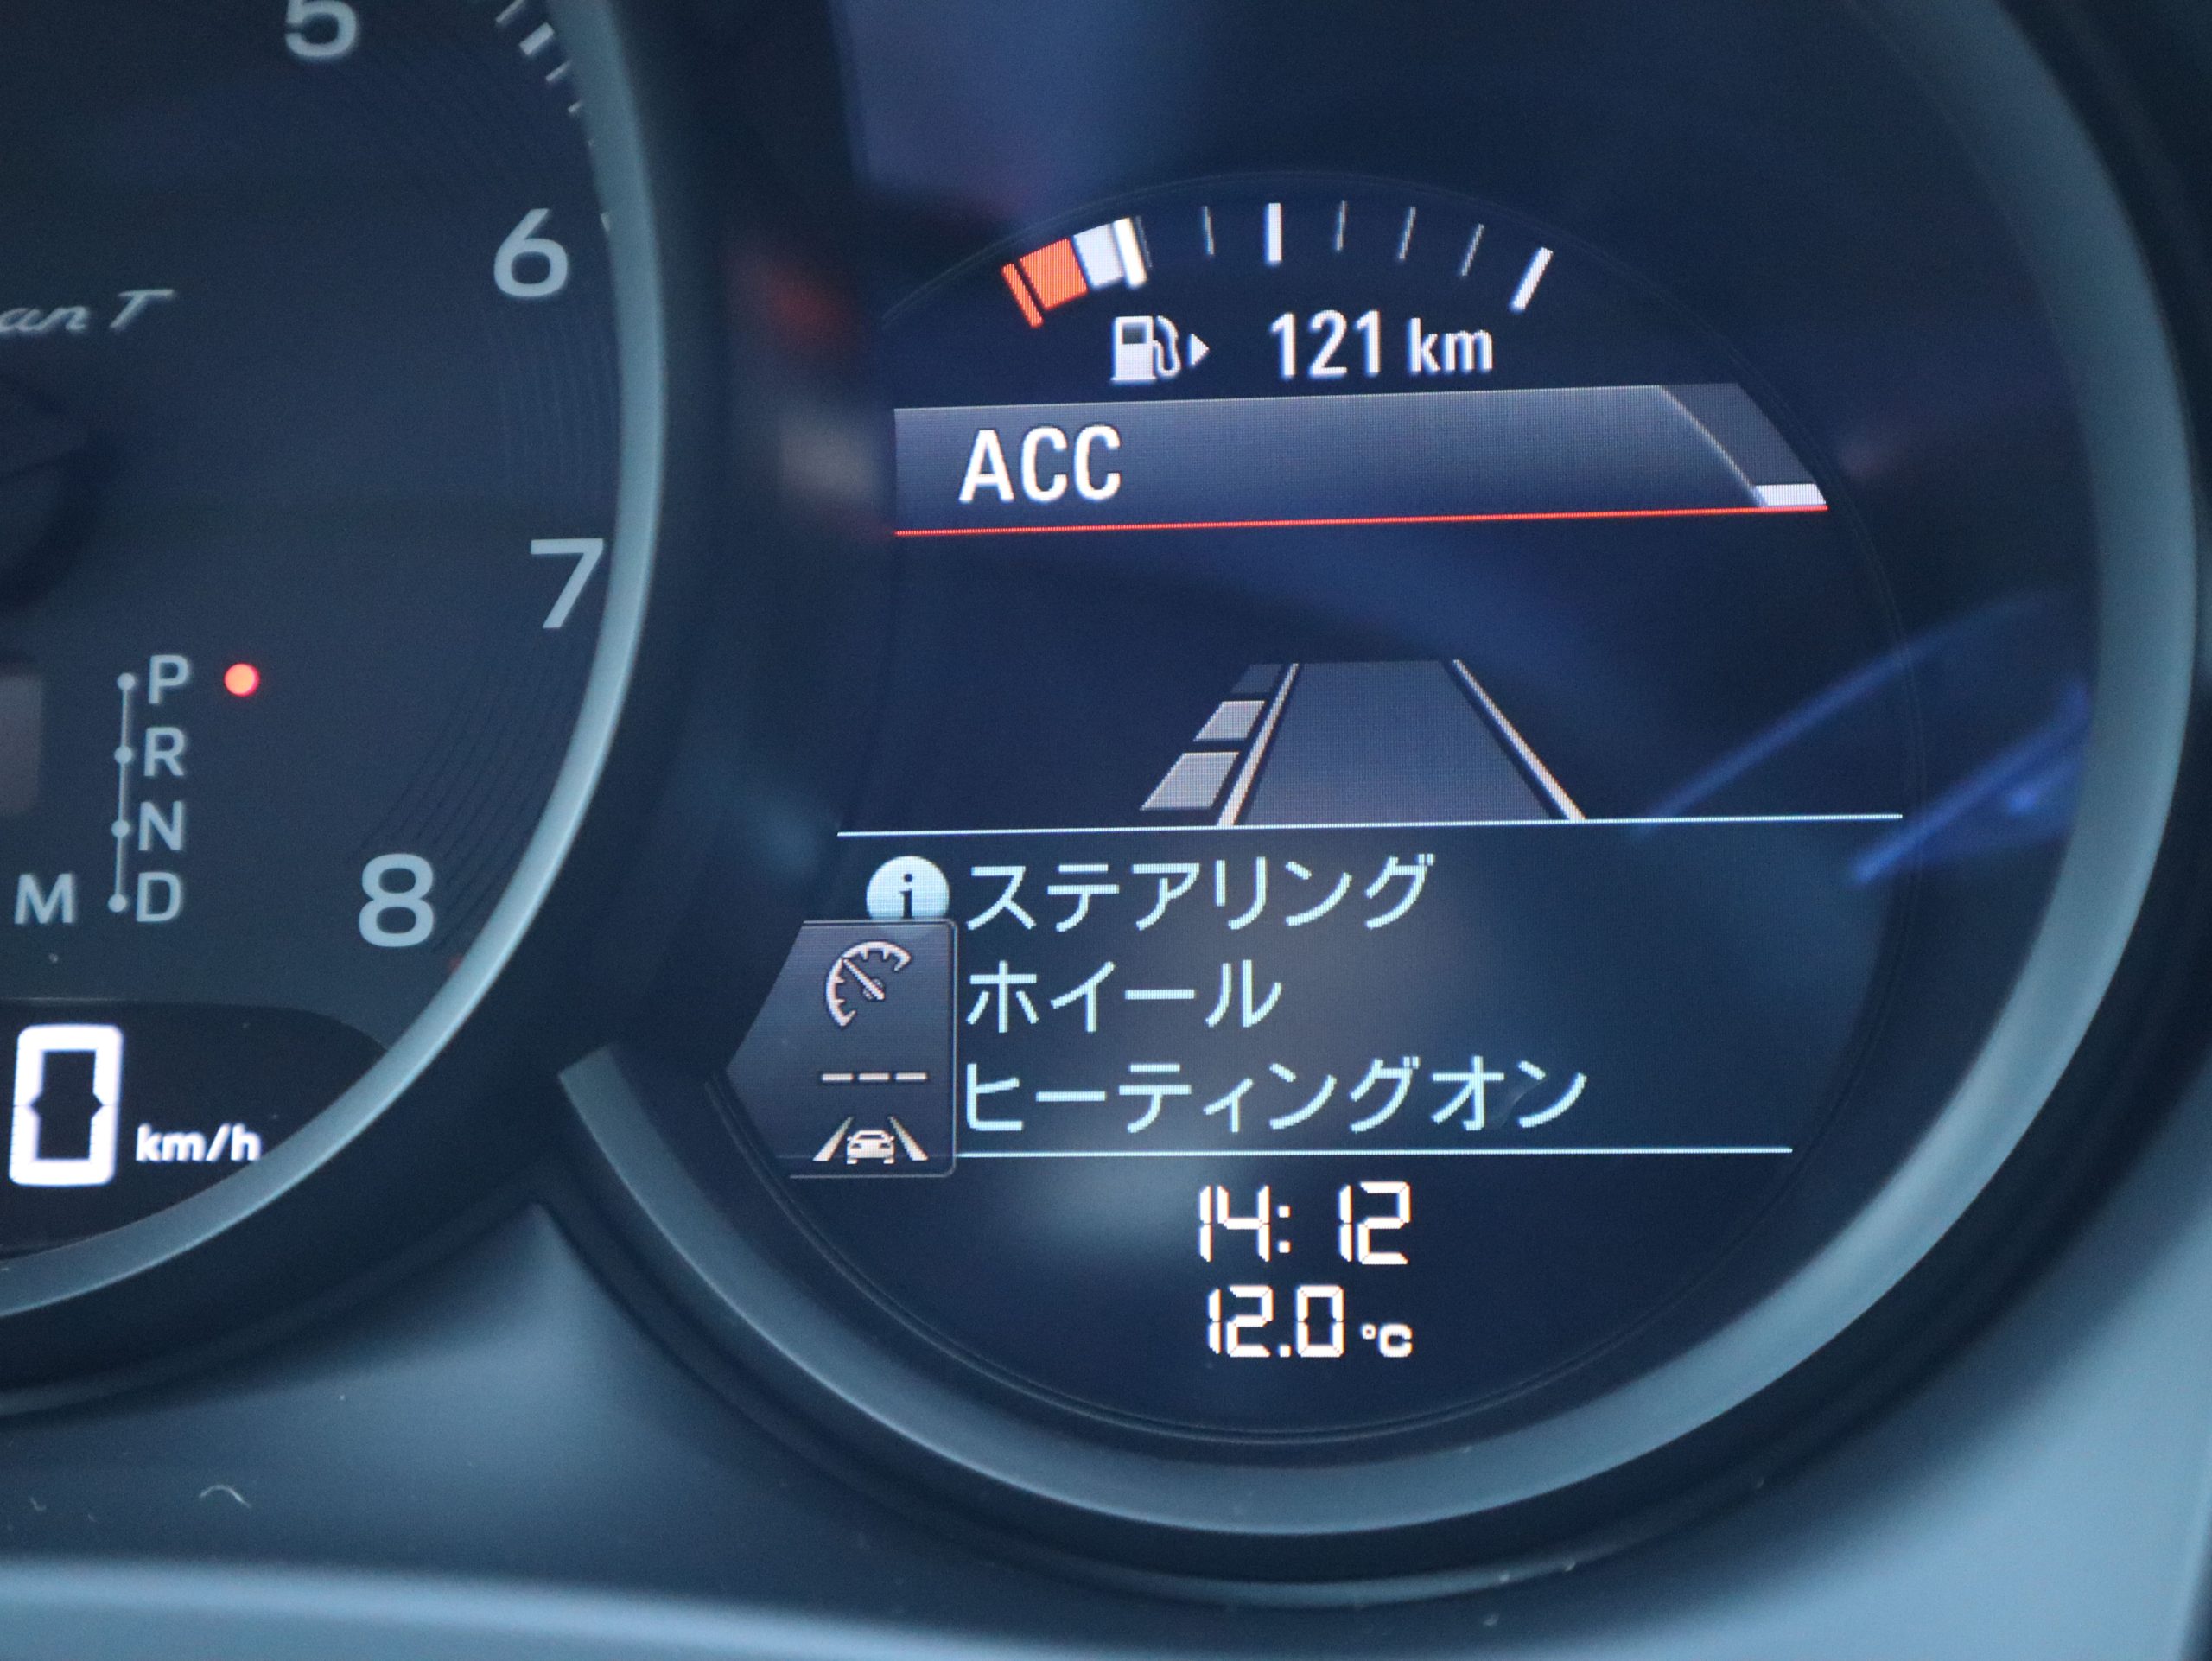 5
6
an T
7
8
P
R
N
M D
0 km/h
121 km
ACC
i ステアリング
ホイール
---
ヒーティングオン
14:12
12.0 °C